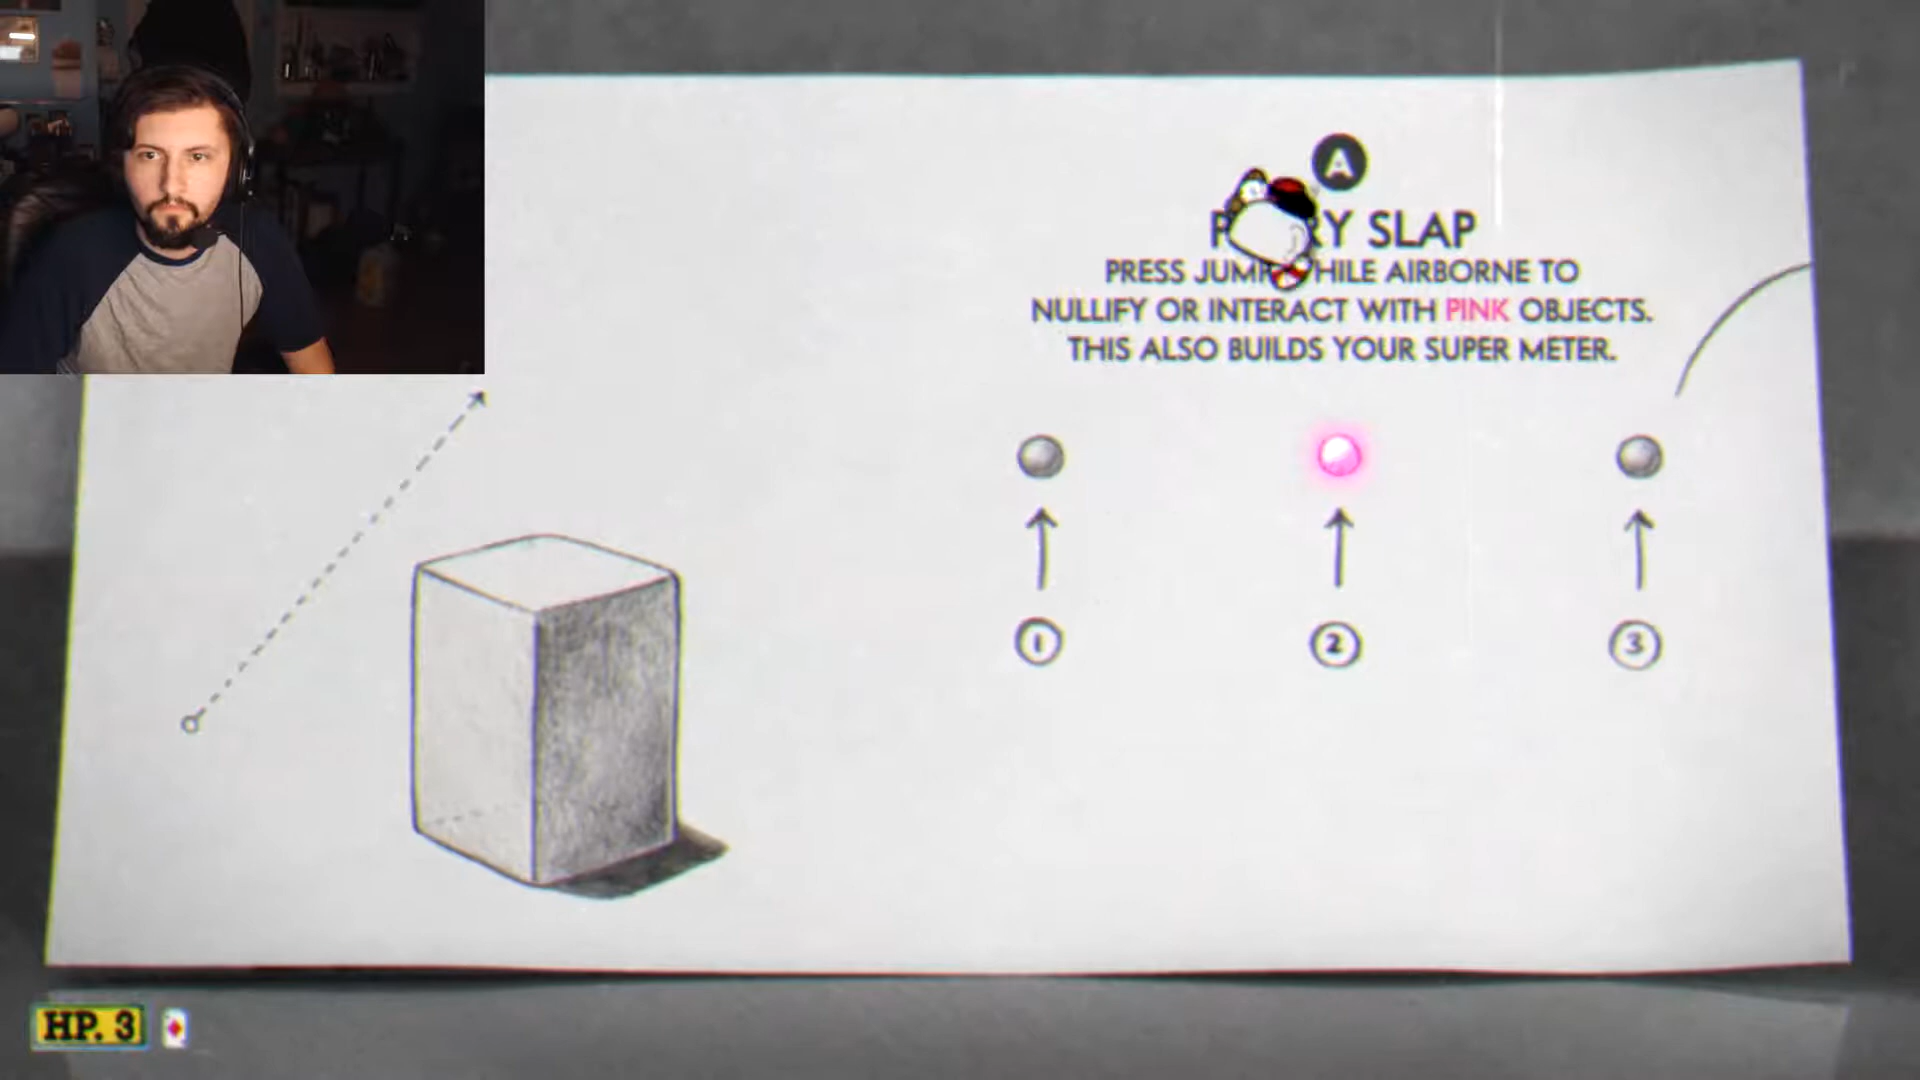 A
SLAP
PRESS JUMP WHILE AIRBORNE TO
NULLIFY OR INTERACT WITH PINK OBJECTS.
THIS ALSO BUILDS YOUR SUPER METER.
1 2 3
HP. 3